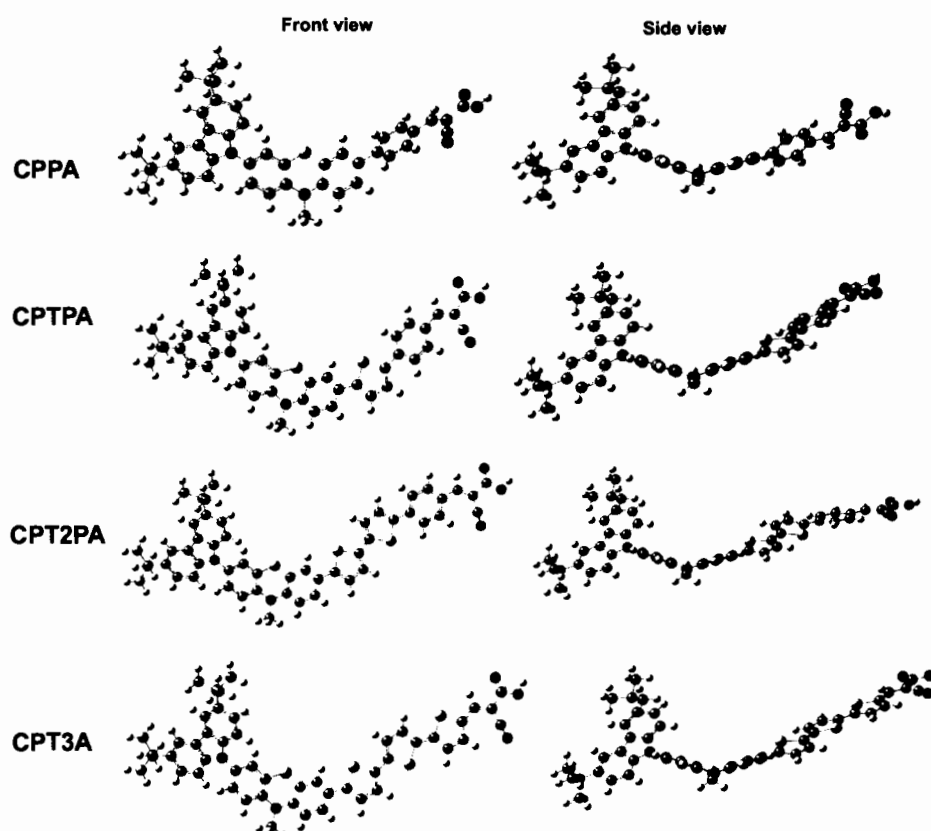 Front view
Side view
CPPA
CPTPA
CPT2PA
CPT3A